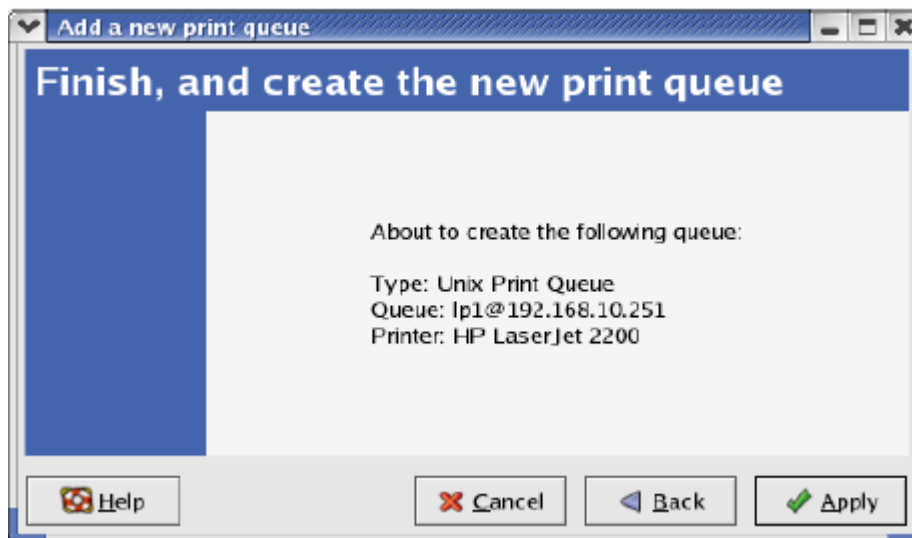 Add a new print queue
Finish, and create the new print queue
About to create the following queue:
Type: Unix Print Queue
Queue: lp1@192.168.10.251
Printer: HP LaserJet 2200
Help
Cancel
Back
Apply